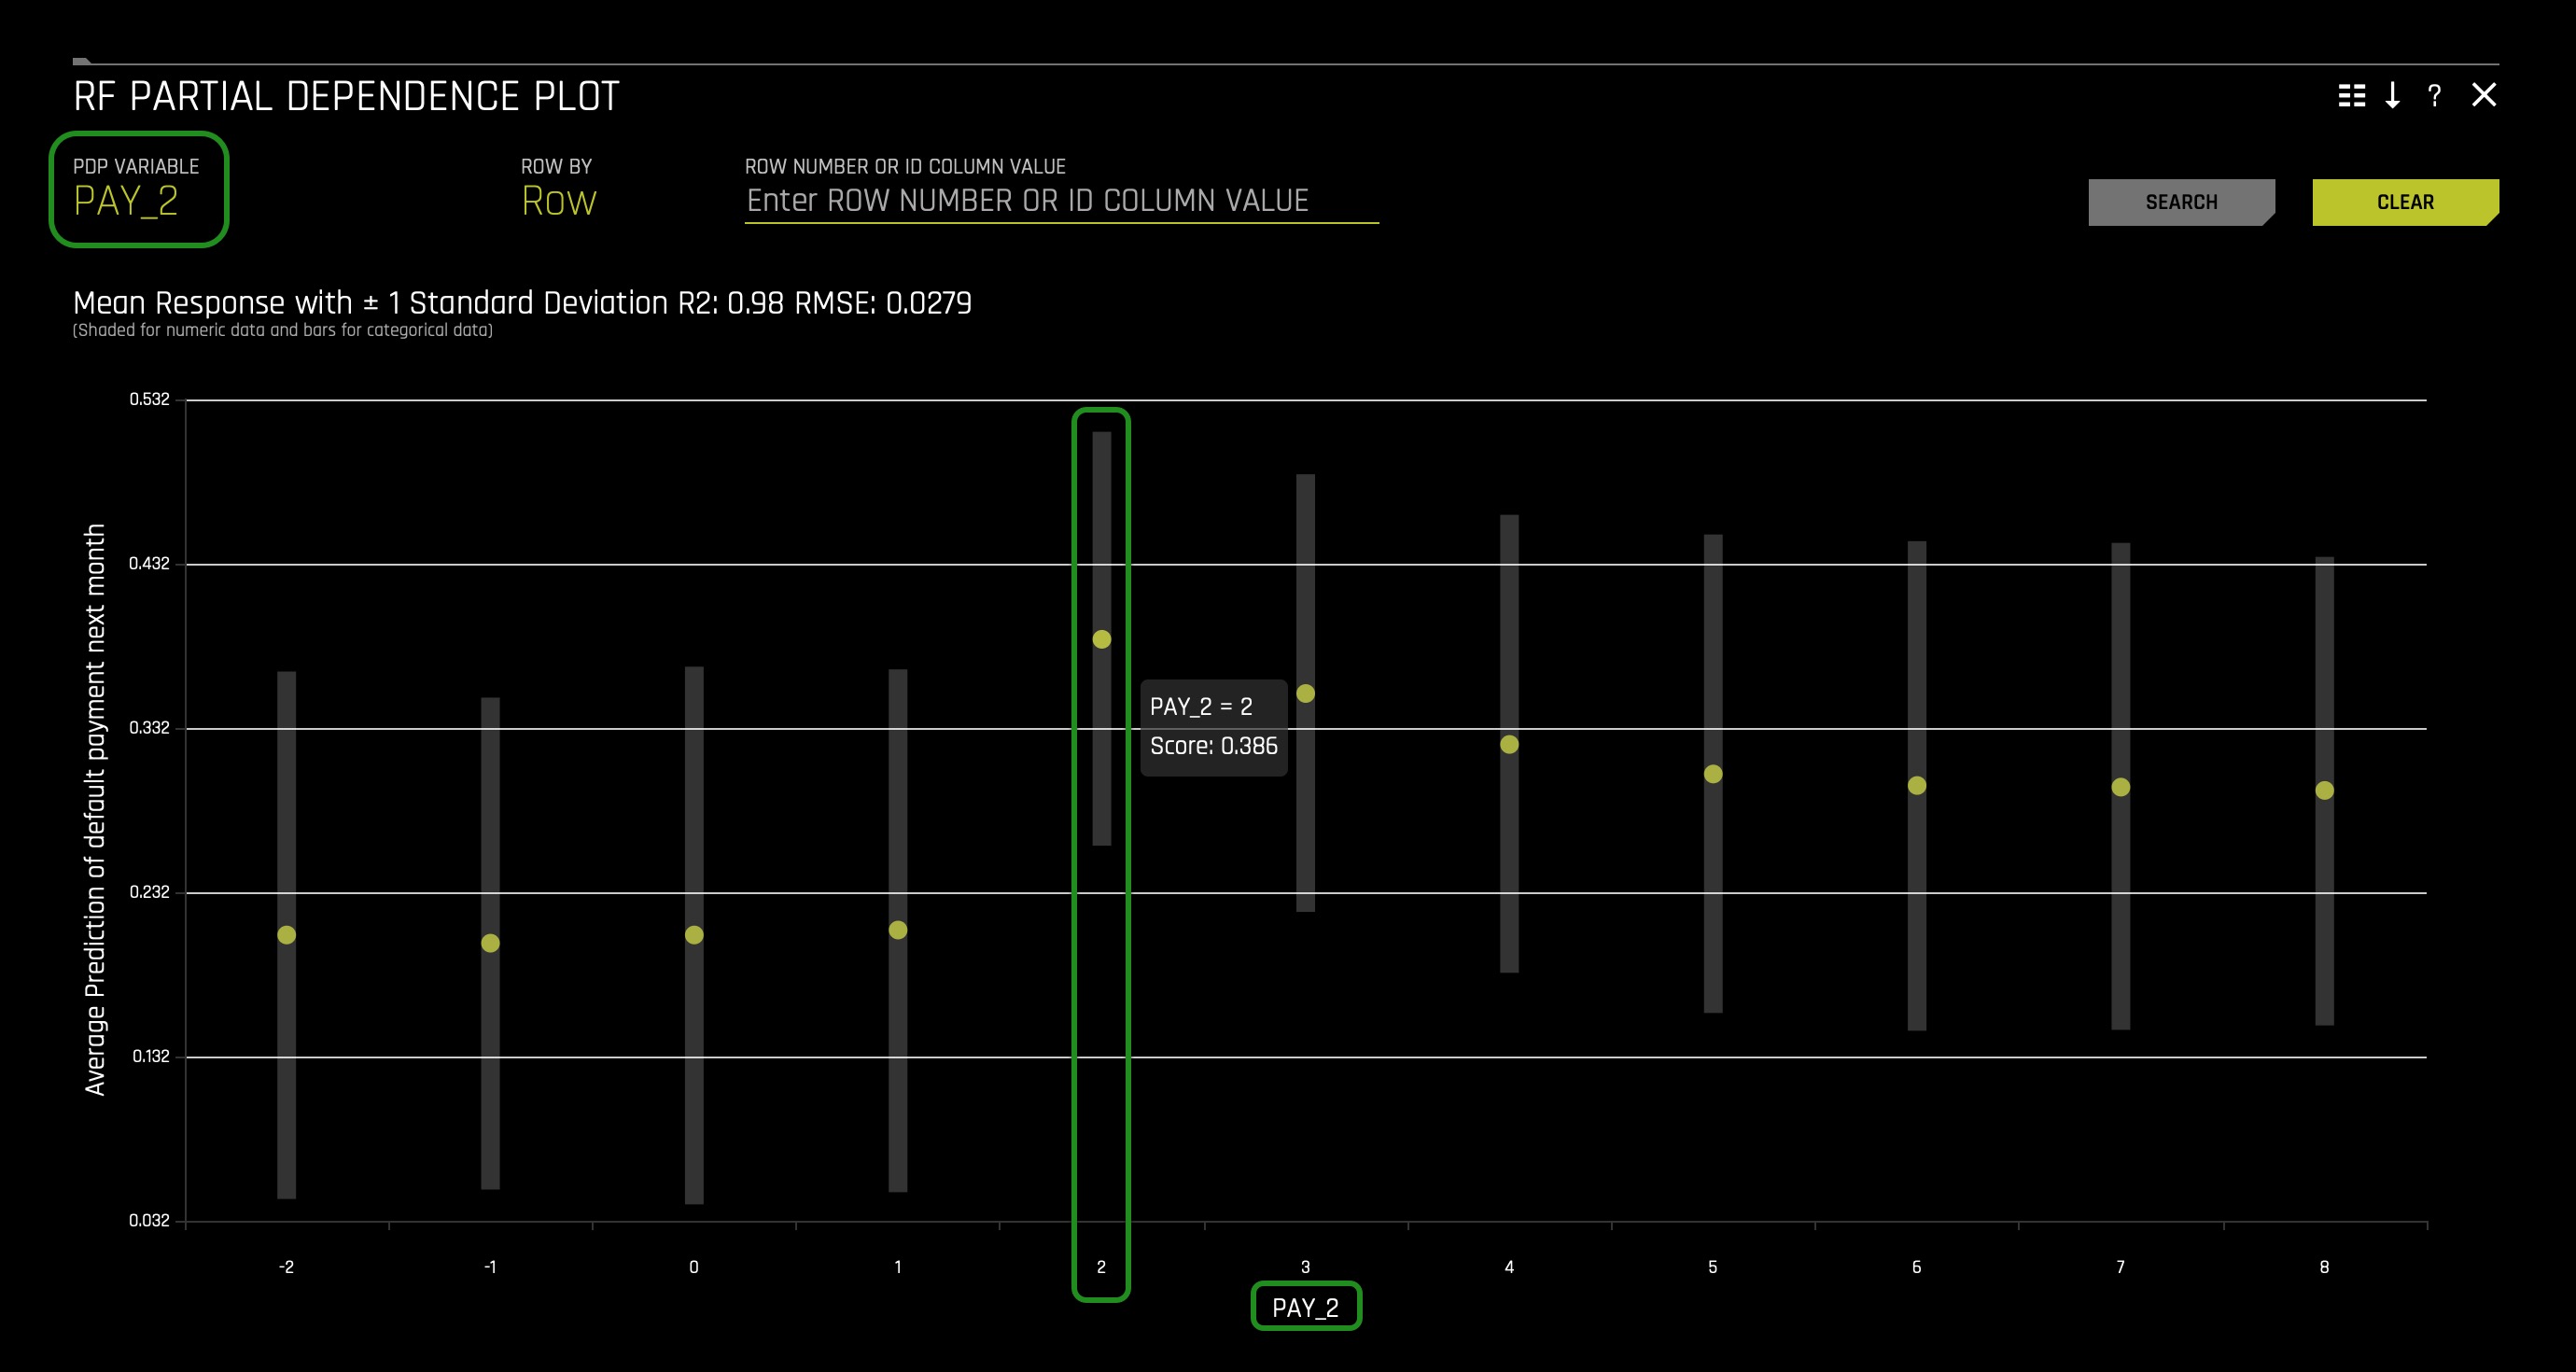 RF PARTIAL DEPENDENCE PLOT
?
PDP VARIABLE
PAY_2
ROW BY
Row
ROW NUMBER OR ID COLUMN VALUE
Enter ROW NUMBER OR ID COLUMN VALUE
SEARCH
CLEAR
Mean Response with ± 1 Standard Deviation R2: 0.98 RMSE: 0.0279
(Shaded for numeric data and bars for categorical data)
Average Prediction of default payment next month
0.532
0.432
0.332
0.232
0.132
0.032
PAY_2 = 2
Score: 0.386
-2 -1 0 1 2 3 4 5 6 7 8
PAY_2